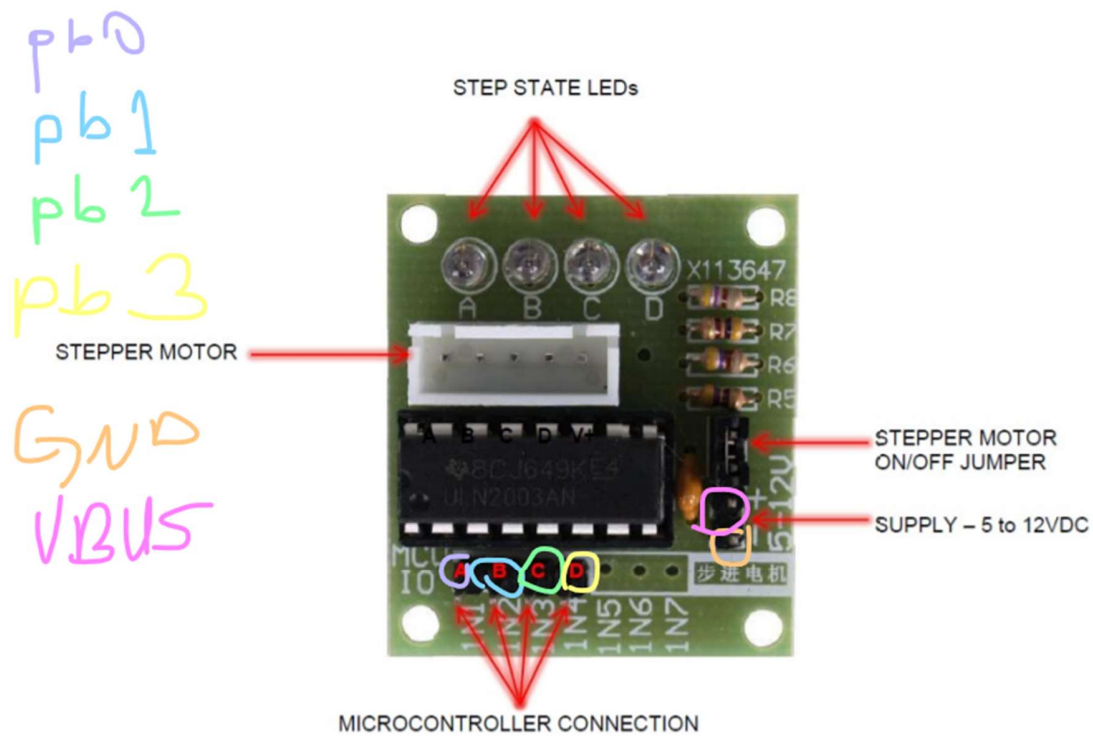 pb0
pb1
pb2
pb3
GND
VBUS
STEP STATE LEDs
A B C D
X113647
R8
R7
R6
R5
STEPPER MOTOR
A B C D V+
8CJ649KE4
ULN2003AN
STEPPER MOTOR
ON/OFF JUMPER
+
-
5-12V
SUPPLY – 5 to 12VDC
MCU
IO
A B C D
步进电机
1N1 1N2 1N3 1N4 1N5 1N6 1N7
MICROCONTROLLER CONNECTION